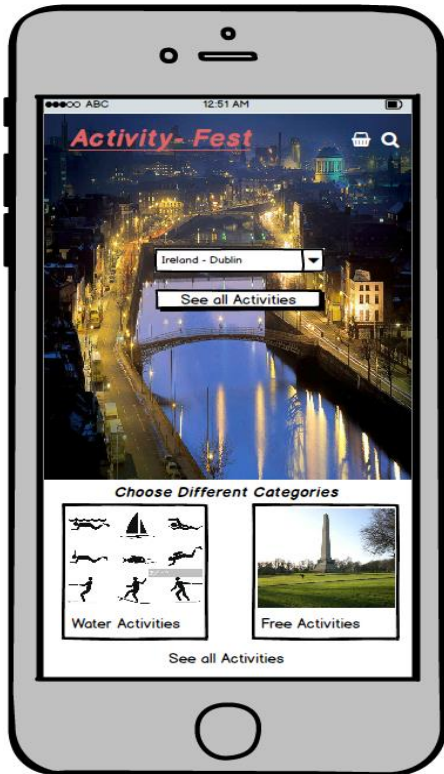 ABC 12:51 AM
Activity- Fest
Ireland - Dublin
See all Activities
Choose Different Categories
Water Activities
Free Activities
See all Activities